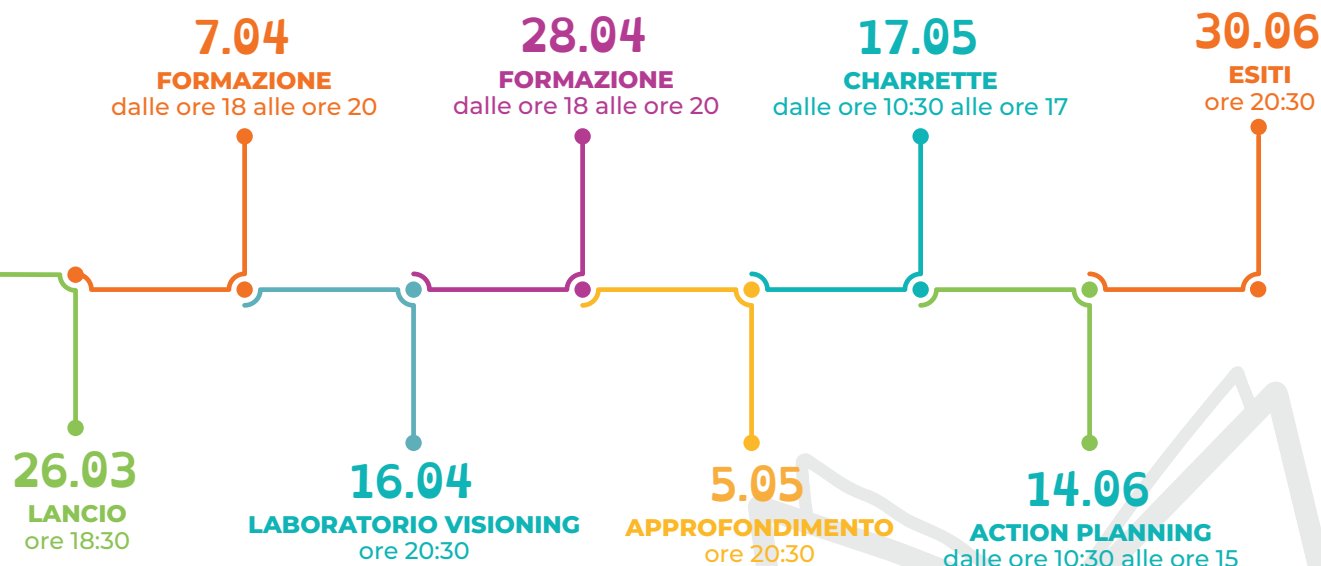 7.04
FORMAZIONE
dalle ore 18 alle ore 20
28.04
FORMAZIONE
dalle ore 18 alle ore 20
17.05
CHARRETTE
dalle ore 10:30 alle ore 17
30.06
ESITI
ore 20:30
26.03
LANCIO
ore 18:30
16.04
LABORATORIO VISIONING
ore 20:30
5.05
APPROFONDIMENTO
ore 20:30
14.06
ACTION PLANNING
dalle ore 10:30 alle ore 15